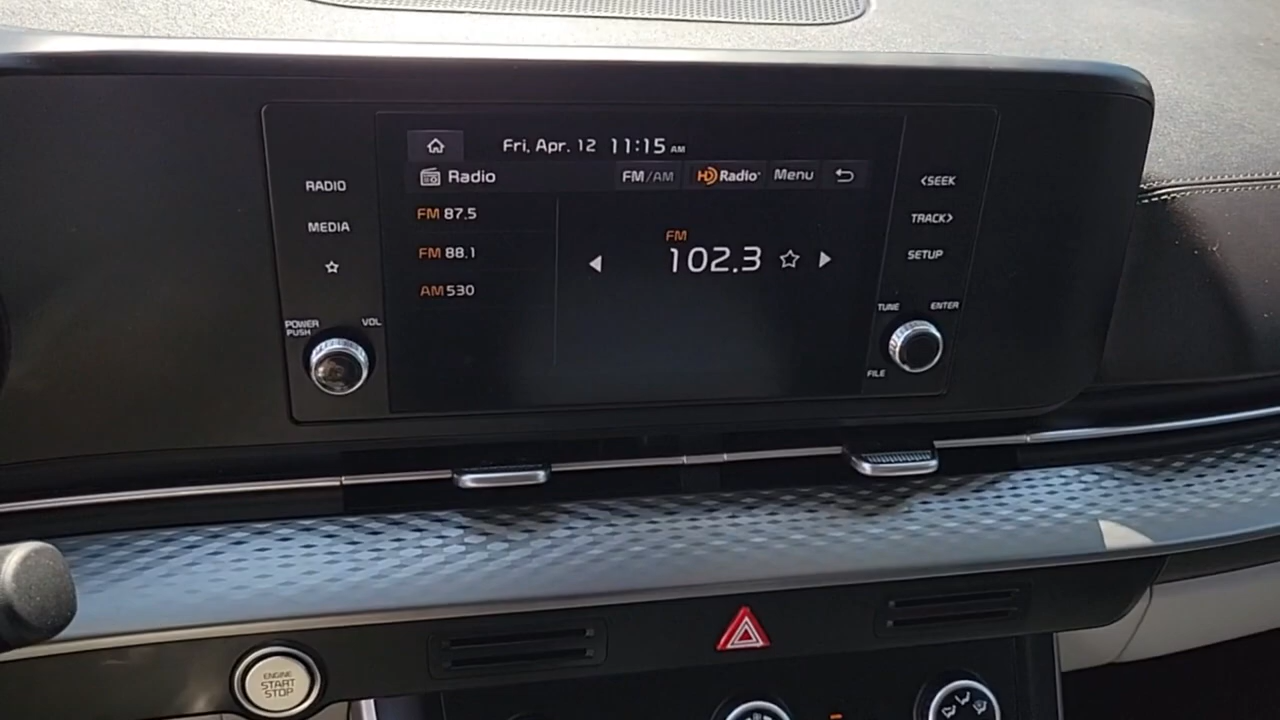 Fri, Apr. 12 11:15 AM
Radio FM/AM HD Radio Menu
FM 87.5
FM 88.1
AM 530
FM
102.3
RADIO
MEDIA
POWER PUSH VOL
<SEEK
TRACK>
SETUP
TUNE ENTER
FILE
ENGINE
START
STOP